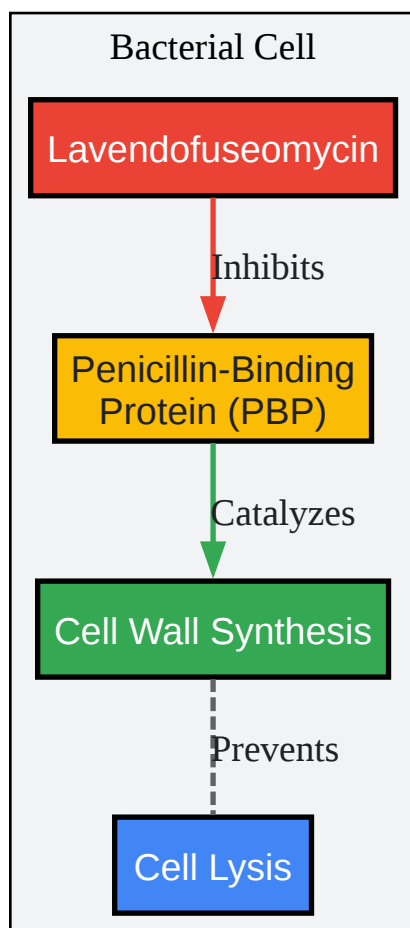 Bacterial Cell
Lavendofuseomycin
Inhibits
Penicillin-Binding
Protein (PBP)
Catalyzes
Cell Wall Synthesis
Prevents
Cell Lysis